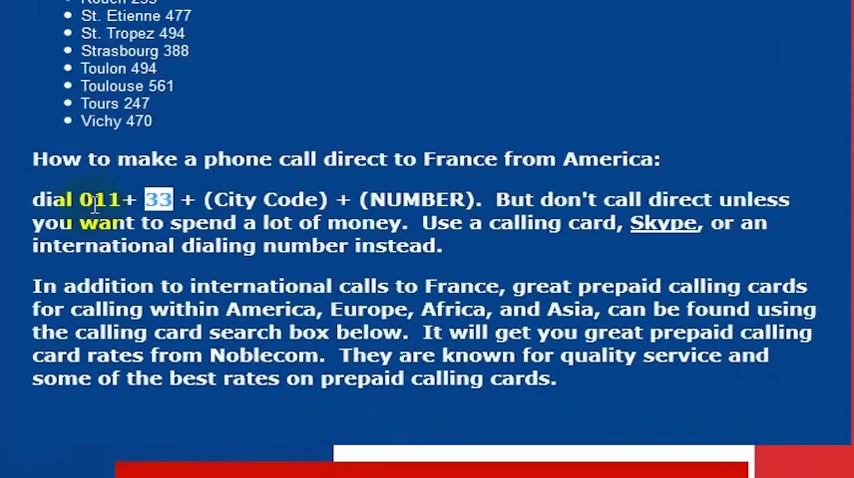 St. Etienne 477
St. Tropez 494
Strasbourg 388
Toulon 494
Toulouse 561
Tours 247
Vichy 470
How to make a phone call direct to France from America:
dial 011+ 33 + (City Code) + (NUMBER). But don't call direct unless
you want to spend a lot of money. Use a calling card, Skype, or an
international dialing number instead.
In addition to international calls to France, great prepaid calling cards
for calling within America, Europe, Africa, and Asia, can be found using
the calling card search box below. It will get you great prepaid calling
card rates from Noblecom. They are known for quality service and
some of the best rates on prepaid calling cards.